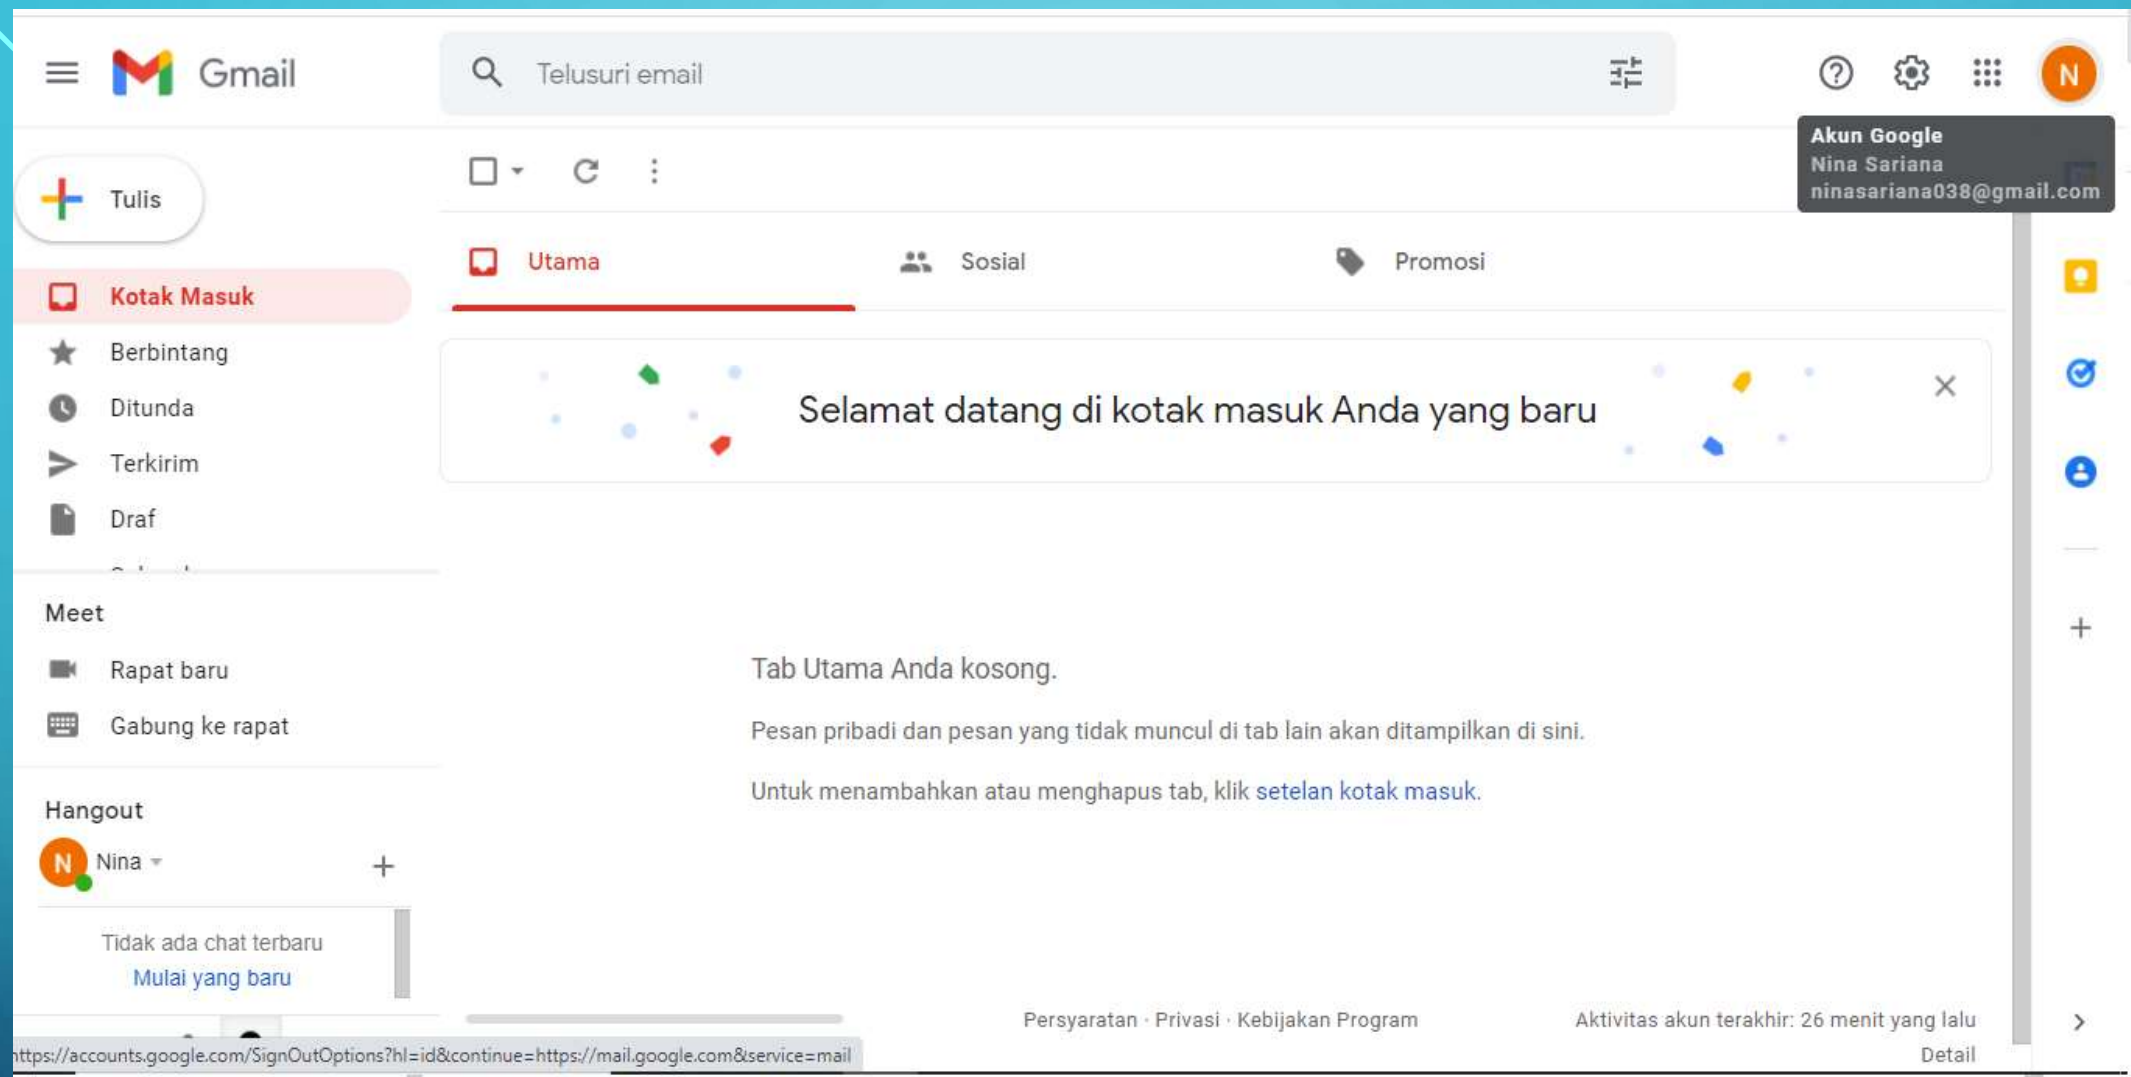 Gmail
Telusuri email
N
Akun Google
Nina Sariana
ninasariana038@gmail.com
Tulis
Utama
Sosial
Promosi
Kotak Masuk
Berbintang
Ditunda
Terkirim
Draf
Selamat datang di kotak masuk Anda yang baru
Meet
Rapat baru
Gabung ke rapat
Tab Utama Anda kosong.
Pesan pribadi dan pesan yang tidak muncul di tab lain akan ditampilkan di sini.
Untuk menambahkan atau menghapus tab, klik setelan kotak masuk.
Hangout
N
Nina
Tidak ada chat terbaru
Mulai yang baru
Persyaratan · Privasi · Kebijakan Program
Aktivitas akun terakhir: 26 menit yang lalu
Detail
ttps://accounts.google.com/SignOutOptions?hl=id&continue=https://mail.google.com&service=mail